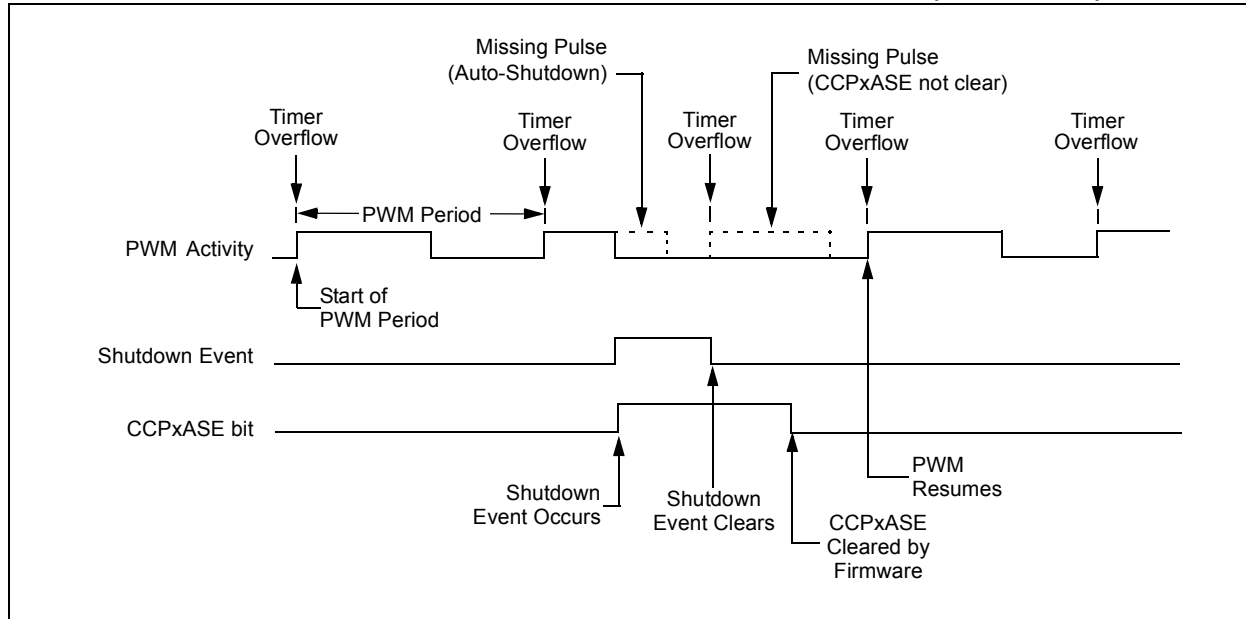 Missing Pulse
(Auto-Shutdown)
Missing Pulse
(CCPxASE not clear)
Timer
Overflow
Timer
Overflow
Timer
Overflow
Timer
Overflow
Timer
Overflow
PWM Period
PWM Activity
Start of
PWM Period
Shutdown Event
CCPxASE bit
Shutdown
Event Occurs
Shutdown
Event Clears
CCPxASE
Cleared by
Firmware
PWM
Resumes